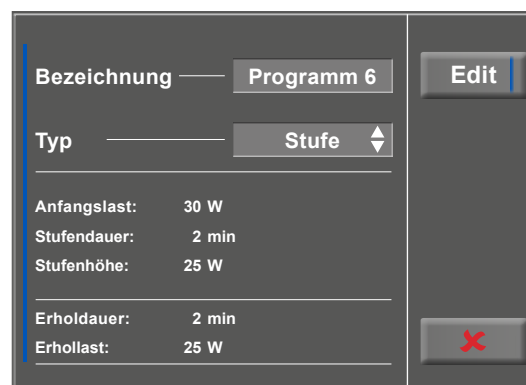 Bezeichnung Programm 6
Edit
Typ Stufe
Anfangslast: 30 W
Stufendauer: 2 min
Stufenhöhe: 25 W
Erholdauer: 2 min
Erhollast: 25 W